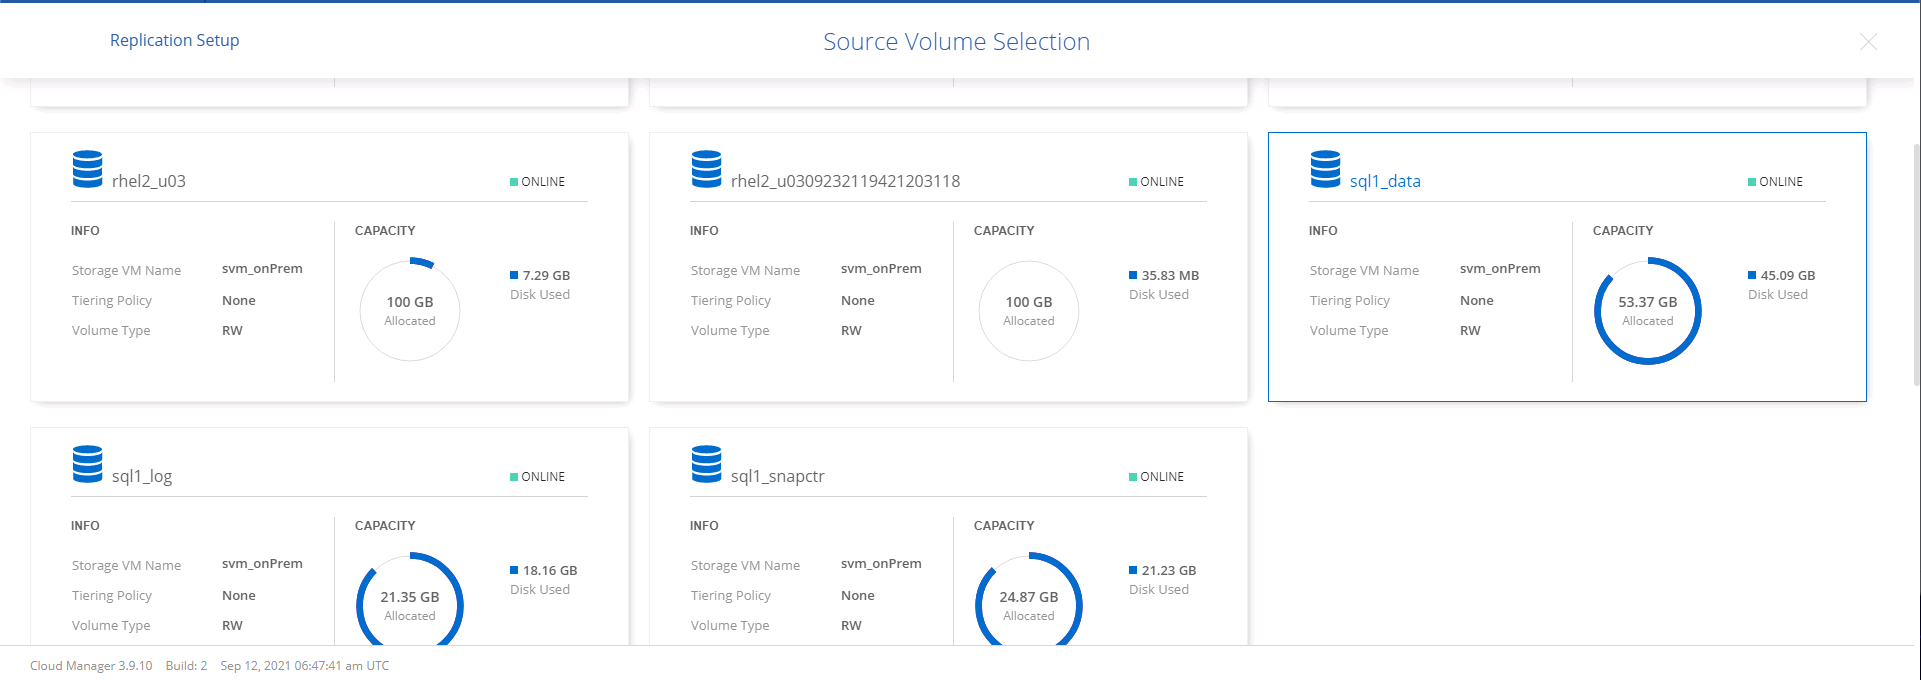 Replication Setup
Source Volume Selection
rhel2_u03
ONLINE
INFO
CAPACITY
Storage VM Name svm_onPrem
Tiering Policy None
Volume Type RW
100 GB
Allocated
7.29 GB
Disk Used
rhel2_u0309232119421203118
ONLINE
INFO
CAPACITY
Storage VM Name svm_onPrem
Tiering Policy None
Volume Type RW
100 GB
Allocated
35.83 MB
Disk Used
sql1_data
ONLINE
INFO
CAPACITY
Storage VM Name svm_onPrem
Tiering Policy None
Volume Type RW
53.37 GB
Allocated
45.09 GB
Disk Used
sql1_log
ONLINE
INFO
CAPACITY
Storage VM Name svm_onPrem
Tiering Policy None
Volume Type RW
21.35 GB
Allocated
18.16 GB
Disk Used
sql1_snapctr
ONLINE
INFO
CAPACITY
Storage VM Name svm_onPrem
Tiering Policy None
Volume Type RW
24.87 GB
Allocated
21.23 GB
Disk Used
Cloud Manager 3.9.10 Build: 2 Sep 12, 2021 06:47:41 am UTC